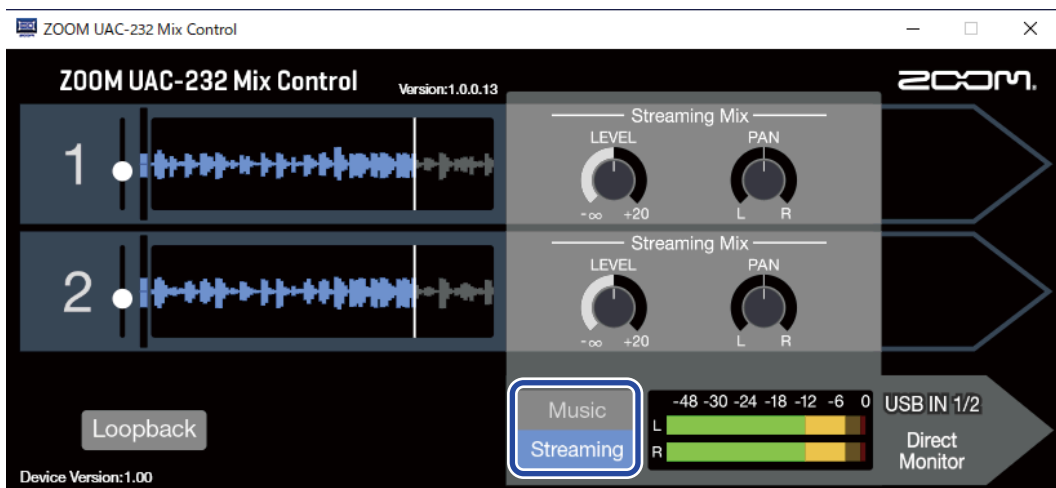 ZOOM UAC-232 Mix Control
ZOOM UAC-232 Mix Control
Version:1.0.0.13
ZOOM.
1
Streaming Mix
LEVEL PAN
-∞ +20 L R
2
Streaming Mix
LEVEL PAN
-∞ +20 L R
Loopback
Music
Streaming
-48 -30 -24 -18 -12 -6 0
L
R
USB IN 1/2
Direct
Monitor
Device Version:1.00